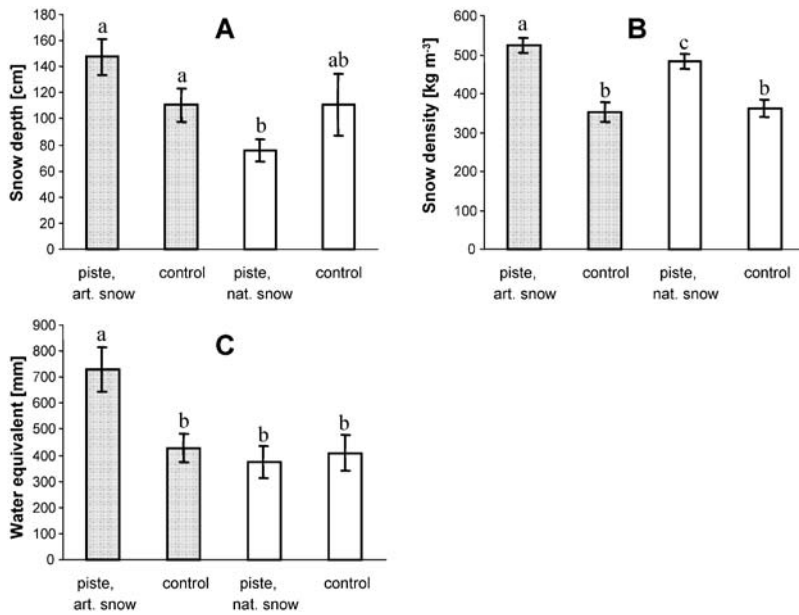 A
Snow depth [cm]
160
140
120
100
80
60
40
20
0
a
a
b
ab
piste, control piste, control
art. snow nat. snow
B
Snow density [kg m-3]
600
500
400
300
200
100
0
a
b
c
b
piste, control piste, control
art. snow nat. snow
C
Water equivalent [mm]
900
800
700
600
500
400
300
200
100
0
a
b
b
b
piste, control piste, control
art. snow nat. snow